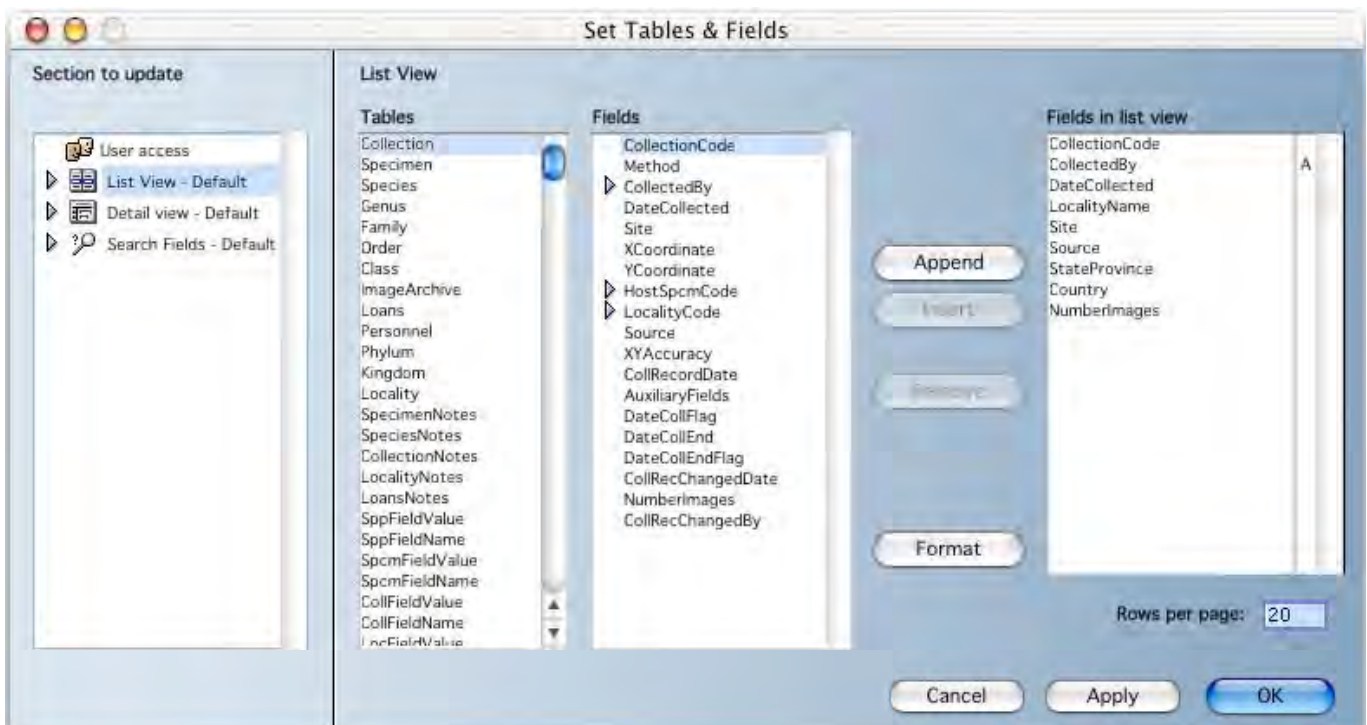 Set Tables & Fields
Section to update
User access
List View - Default
Detail view - Default
Search Fields - Default
List View
Tables
Collection
Specimen
Species
Genus
Family
Order
Class
ImageArchive
Loans
Personnel
Phylum
Kingdom
Locality
SpecimenNotes
SpeciesNotes
CollectionNotes
LocalityNotes
LoansNotes
SppFieldValue
SppFieldName
SpcmFieldValue
SpcmFieldName
CollFieldValue
CollFieldName
LocFieldValue
Fields
CollectionCode
Method
CollectedBy
DateCollected
Site
XCoordinate
YCoordinate
HostSpcmCode
LocalityCode
Source
XYAccuracy
CollRecordDate
AuxiliaryFields
DateCollFlag
DateCollEnd
DateCollEndFlag
CollRecChangedDate
NumberImages
CollRecChangedBy
Append
Insert
Remove
Format
Fields in list view
CollectionCode
CollectedBy A
DateCollected
LocalityName
Site
Source
StateProvince
Country
NumberImages
Rows per page: 20
Cancel
Apply
OK